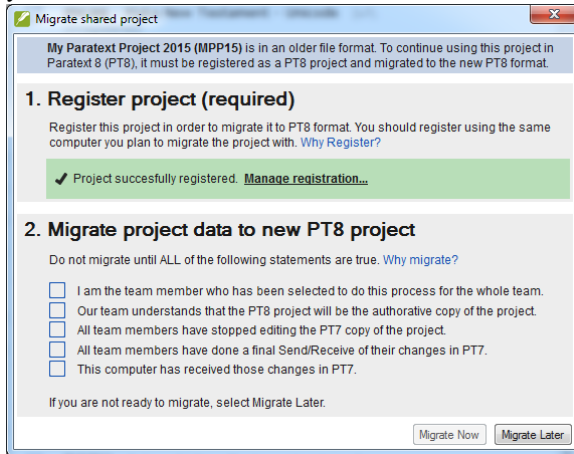 Migrate shared project
My Paratext Project 2015 (MPP15) is in an older file format. To continue using this project in
Paratext 8 (PT8), it must be registered as a PT8 project and migrated to the new PT8 format.
1. Register project (required)
Register this project in order to migrate it to PT8 format. You should register using the same
computer you plan to migrate the project with. Why Register?
Project succesfully registered. Manage registration...
2. Migrate project data to new PT8 project
Do not migrate until ALL of the following statements are true. Why migrate?
I am the team member who has been selected to do this process for the whole team.
Our team understands that the PT8 project will be the authorative copy of the project.
All team members have stopped editing the PT7 copy of the project.
All team members have done a final Send/Receive of their changes in PT7.
This computer has received those changes in PT7.
If you are not ready to migrate, select Migrate Later.
Migrate Now Migrate Later